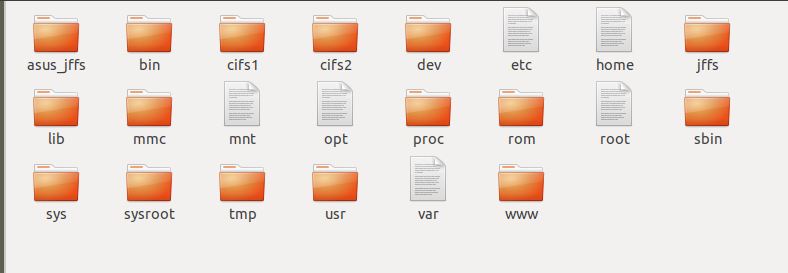 asus_jffs bin cifs1 cifs2 dev etc home jffs
lib mmc mnt opt proc rom root sbin
sys sysroot tmp usr var www